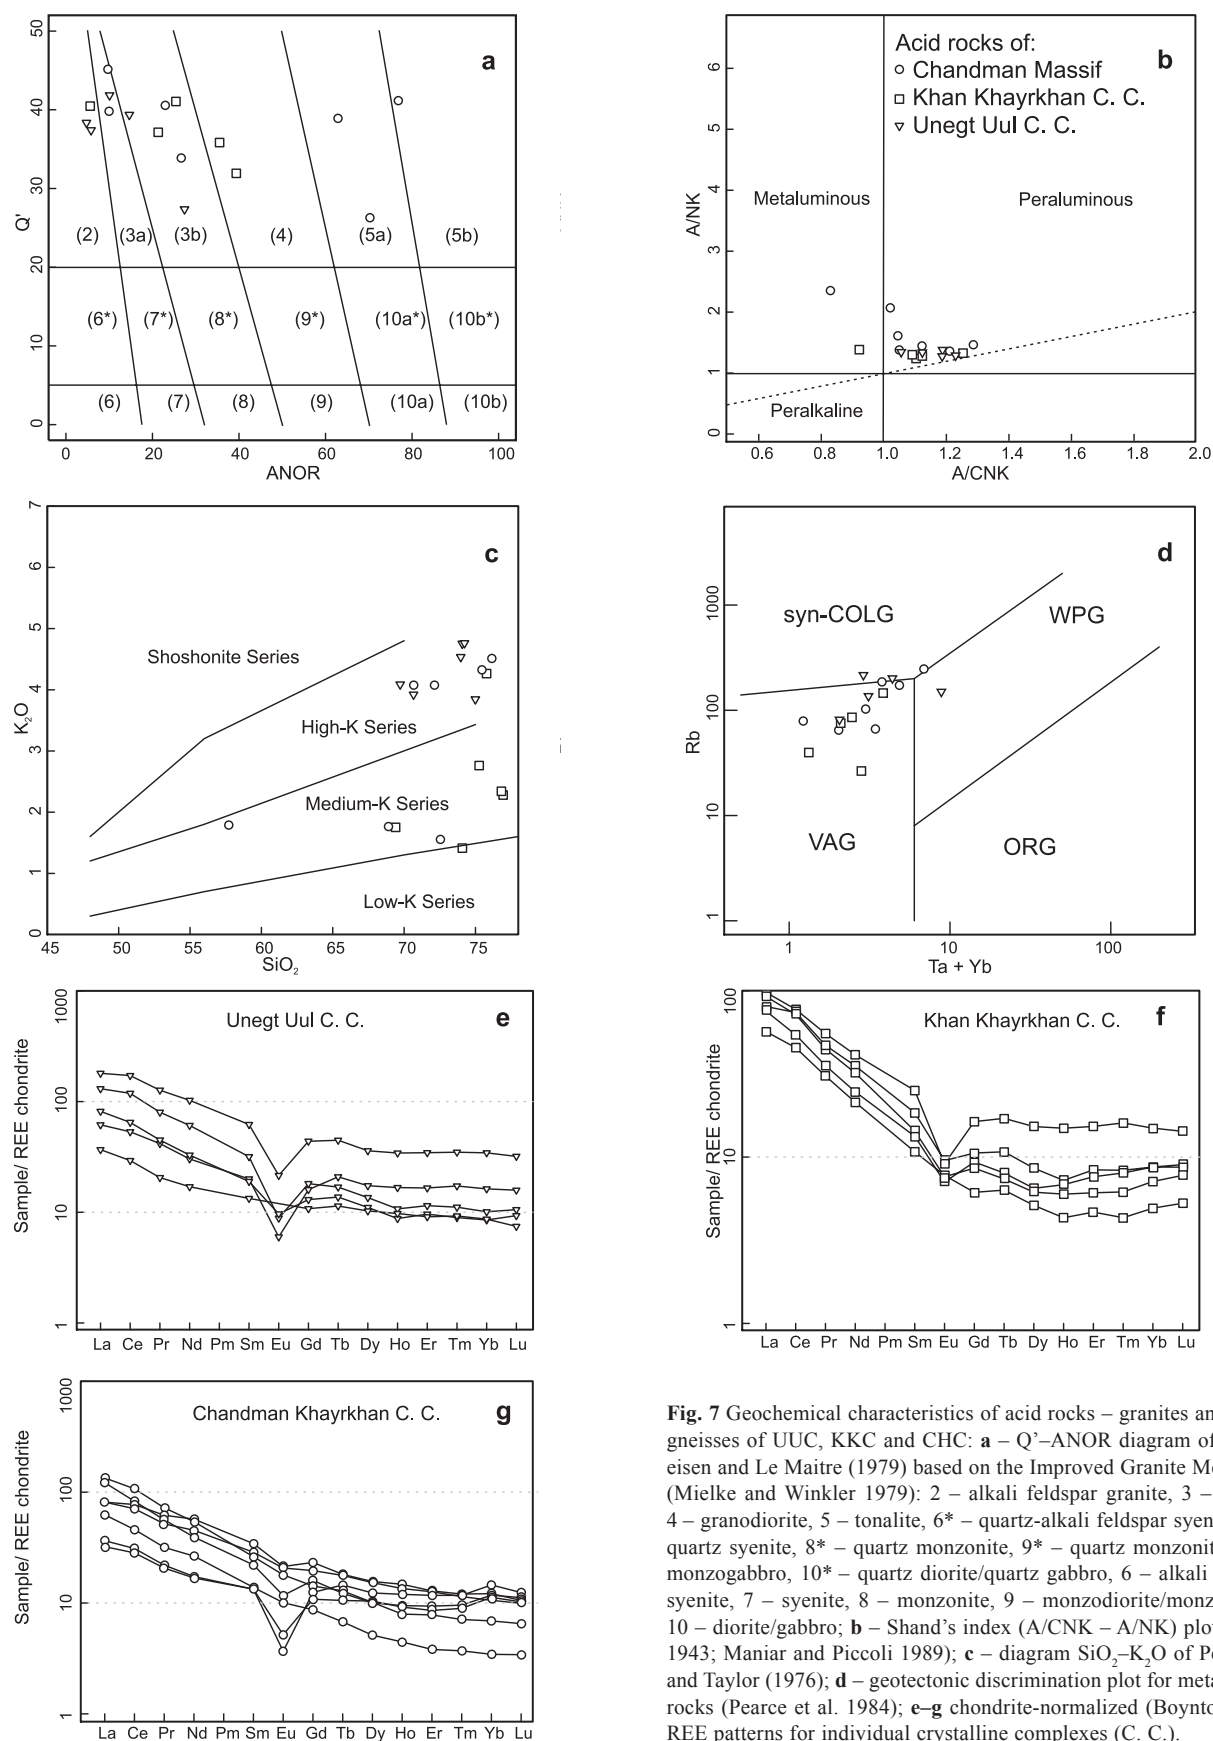 a
50
40
30
20
10
0
Q'
(2)
(3a)
(3b)
(4)
(5a)
(5b)
(6*)
(7*)
(8*)
(9*)
(10a*)
(10b*)
(6)
(7)
(8)
(9)
(10a)
(10b)
0 20 40 60 80 100
ANOR
b
Acid rocks of:
Chandman Massif
Khan Khayrkhan C. C.
Unegt Uul C. C.
Metaluminous
Peraluminous
Peralkaline
6
5
4
3
2
1
0
A/NK
0.6 0.8 1.0 1.2 1.4 1.6 1.8 2.0
A/CNK
c
7
6
5
4
3
2
1
0
K₂O
Shoshonite Series
High-K Series
Medium-K Series
Low-K Series
45 50 55 60 65 70 75
SiO₂
d
1000
100
10
1
Rb
syn-COLG
WPG
VAG
ORG
1 10 100
Ta + Yb
e
Unegt Uul C. C.
1000
100
10
1
Sample/ REE chondrite
La Ce Pr Nd Pm Sm Eu Gd Tb Dy Ho Er Tm Yb Lu
f
Khan Khayrkhan C. C.
100
10
1
Sample/ REE chondrite
La Ce Pr Nd Pm Sm Eu Gd Tb Dy Ho Er Tm Yb Lu
g
Chandman Khayrkhan C. C.
1000
100
10
1
Sample/ REE chondrite
La Ce Pr Nd Pm Sm Eu Gd Tb Dy Ho Er Tm Yb Lu
Fig. 7 Geochemical characteristics of acid rocks – granites an
gneisses of UUC, KKC and CHC: a – Q’–ANOR diagram of
eisen and Le Maitre (1979) based on the Improved Granite Me
(Mielke and Winkler 1979): 2 – alkali feldspar granite, 3 –
4 – granodiorite, 5 – tonalite, 6* – quartz-alkali feldspar syen
quartz syenite, 8* – quartz monzonite, 9* – quartz monzonit
monzogabbro, 10* – quartz diorite/quartz gabbro, 6 – alkali
syenite, 7 – syenite, 8 – monzonite, 9 – monzodiorite/monz
10 – diorite/gabbro; b – Shand’s index (A/CNK – A/NK) plo
1943; Maniar and Piccoli 1989); c – diagram SiO₂–K₂O of Pe
and Taylor (1976); d – geotectonic discrimination plot for meta
rocks (Pearce et al. 1984); e–g chondrite-normalized (Boynto
REE patterns for individual crystalline complexes (C. C.).